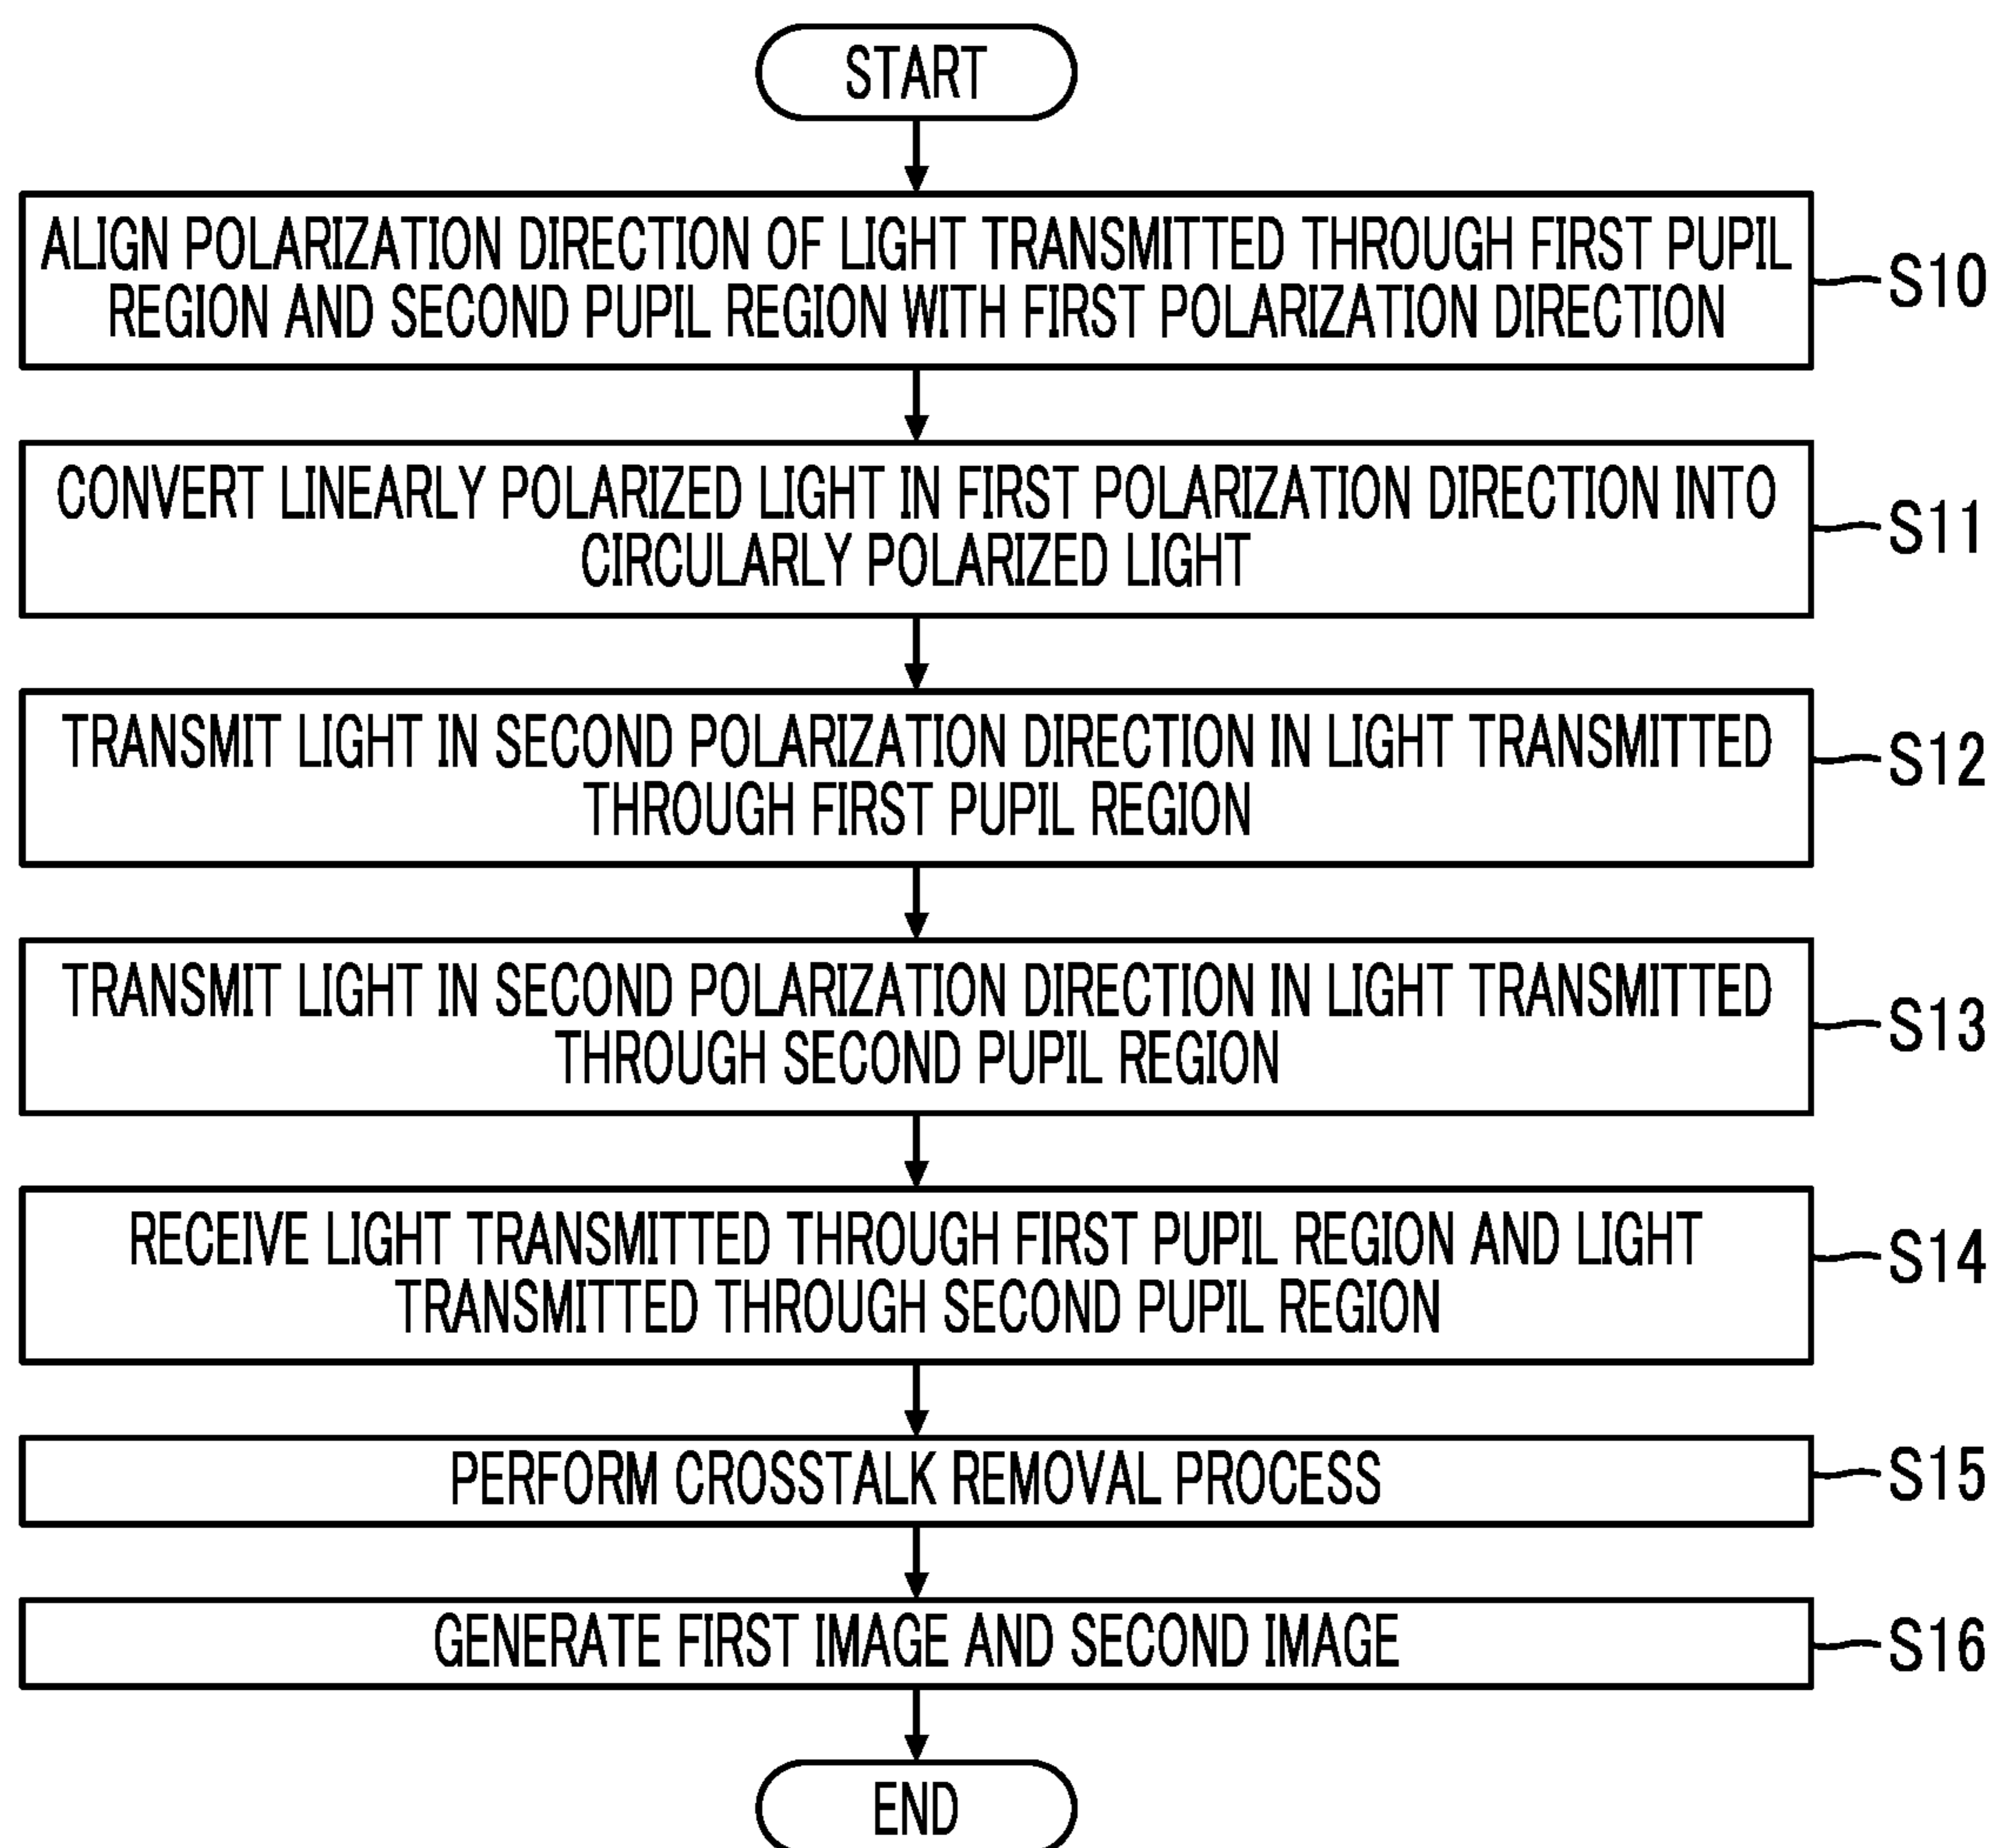 START
ALIGN POLARIZATION DIRECTION OF LIGHT TRANSMITTED THROUGH FIRST PUPIL
REGION AND SECOND PUPIL REGION WITH FIRST POLARIZATION DIRECTION
S10
CONVERT LINEARLY POLARIZED LIGHT IN FIRST POLARIZATION DIRECTION INTO
CIRCULARLY POLARIZED LIGHT
S11
TRANSMIT LIGHT IN SECOND POLARIZATION DIRECTION IN LIGHT TRANSMITTED
THROUGH FIRST PUPIL REGION
S12
TRANSMIT LIGHT IN SECOND POLARIZATION DIRECTION IN LIGHT TRANSMITTED
THROUGH SECOND PUPIL REGION
S13
RECEIVE LIGHT TRANSMITTED THROUGH FIRST PUPIL REGION AND LIGHT
TRANSMITTED THROUGH SECOND PUPIL REGION
S14
PERFORM CROSSTALK REMOVAL PROCESS
S15
GENERATE FIRST IMAGE AND SECOND IMAGE
S16
END